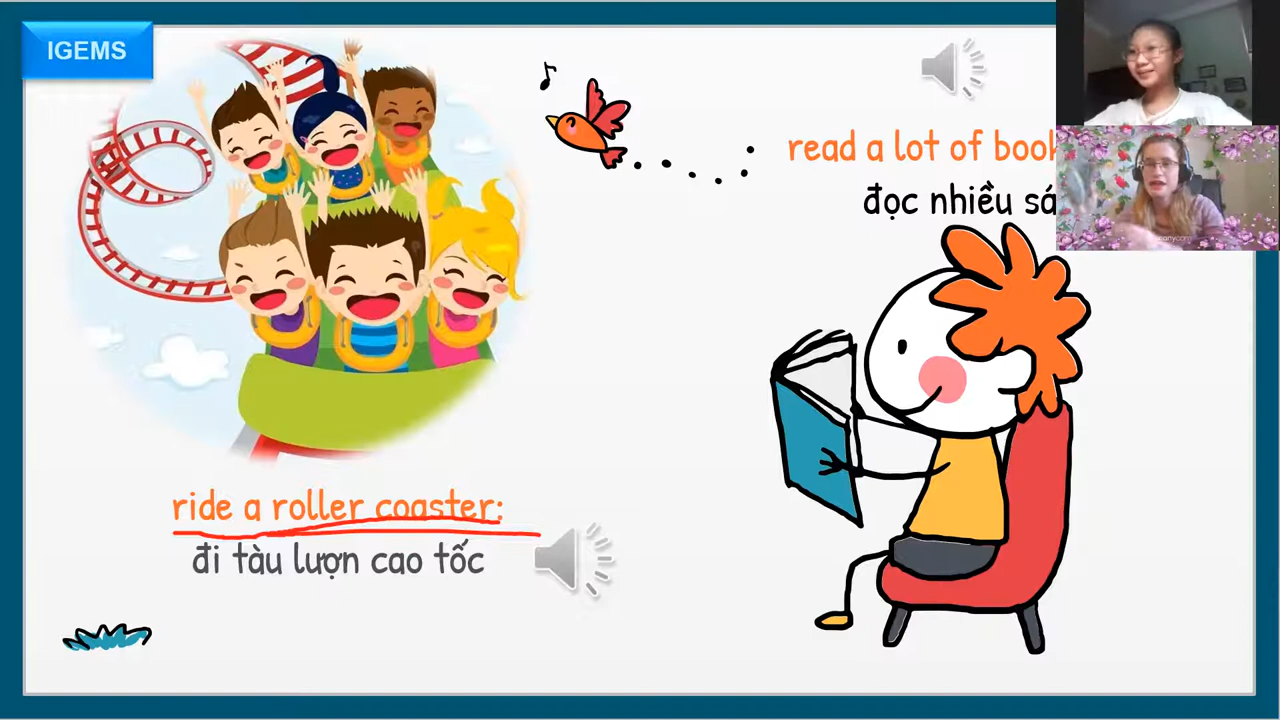 IGEMS
read a lot of book
đọc nhiều sá
ride a roller coaster:
đi tàu lượn cao tốc